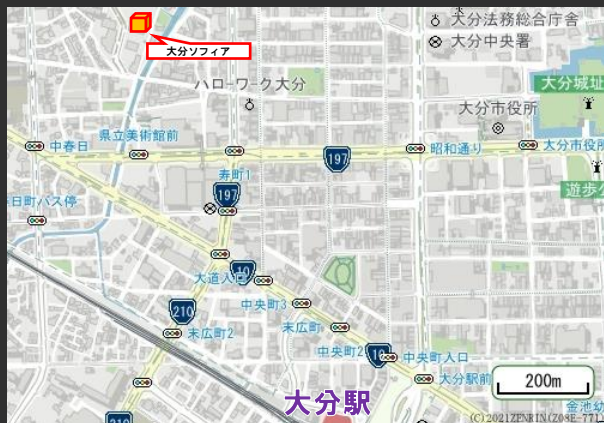 大分法務総合庁舎
大分中央署
大分ソフィア
ハローワーク大分
大分城址
大分市役所
県立美術館前
中春日
197
昭和通り
大分市役所
寿町1
197
遊歩
日町バス停
大道入口
10
中央町3
210
末広町2
末広町
中央町2
10
中央町入口
大分駅前
200m
大分駅
210
金池
(C)2021ZENRIN(Z08E-771)